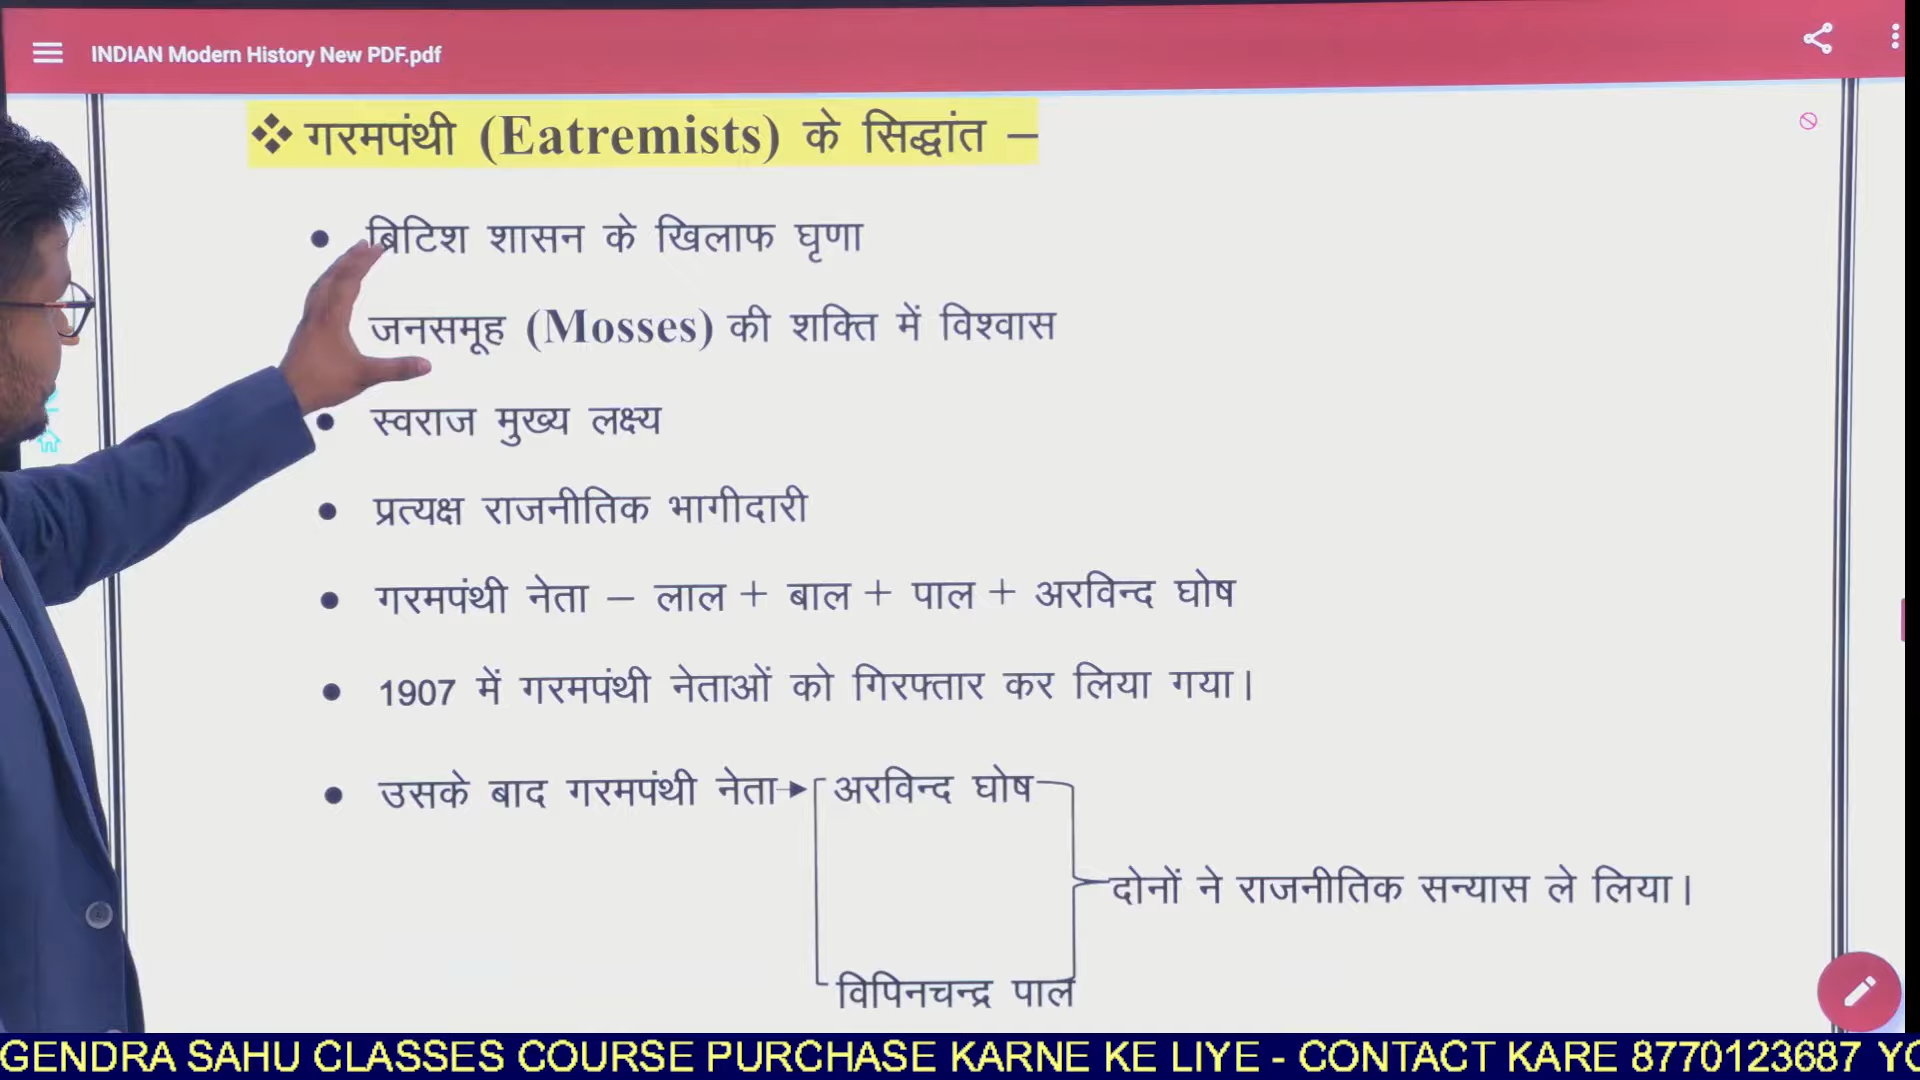 INDIAN Modern History New PDF.pdf
❖ गरमपंथी (Eatremists) के सिद्धांत –
• ब्रिटिश शासन के खिलाफ घृणा
जनसमूह (Mosses) की शक्ति में विश्वास
• स्वराज मुख्य लक्ष्य
• प्रत्यक्ष राजनीतिक भागीदारी
• गरमपंथी नेता – लाल + बाल + पाल + अरविन्द घोष
• 1907 में गरमपंथी नेताओं को गिरफ्तार कर लिया गया।
• उसके बाद गरमपंथी नेता अरविन्द घोष
दोनों ने राजनीतिक सन्यास ले लिया।
विपिनचन्द्र पाल
GENDRA SAHU CLASSES COURSE PURCHASE KARNE KE LIYE - CONTACT KARE 8770123687 YO